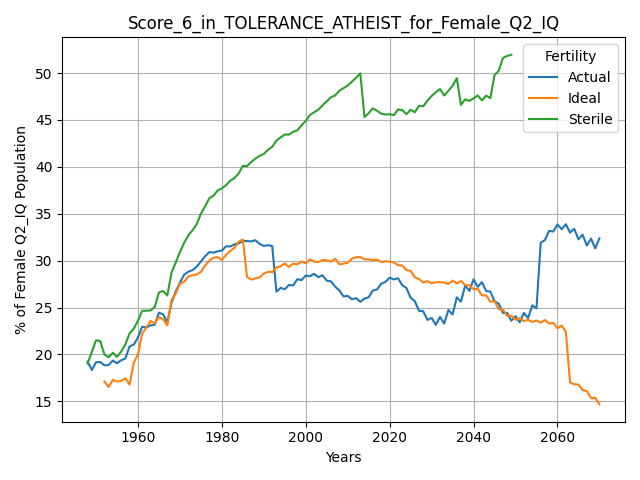 Score_6_in_TOLERANCE_ATHEIST_for_Female_Q2_IQ
% of Female Q2_IQ Population
50
45
40
35
30
25
20
15
Fertility
Actual
Ideal
Sterile
1960 1980 2000 2020 2040 2060
Years